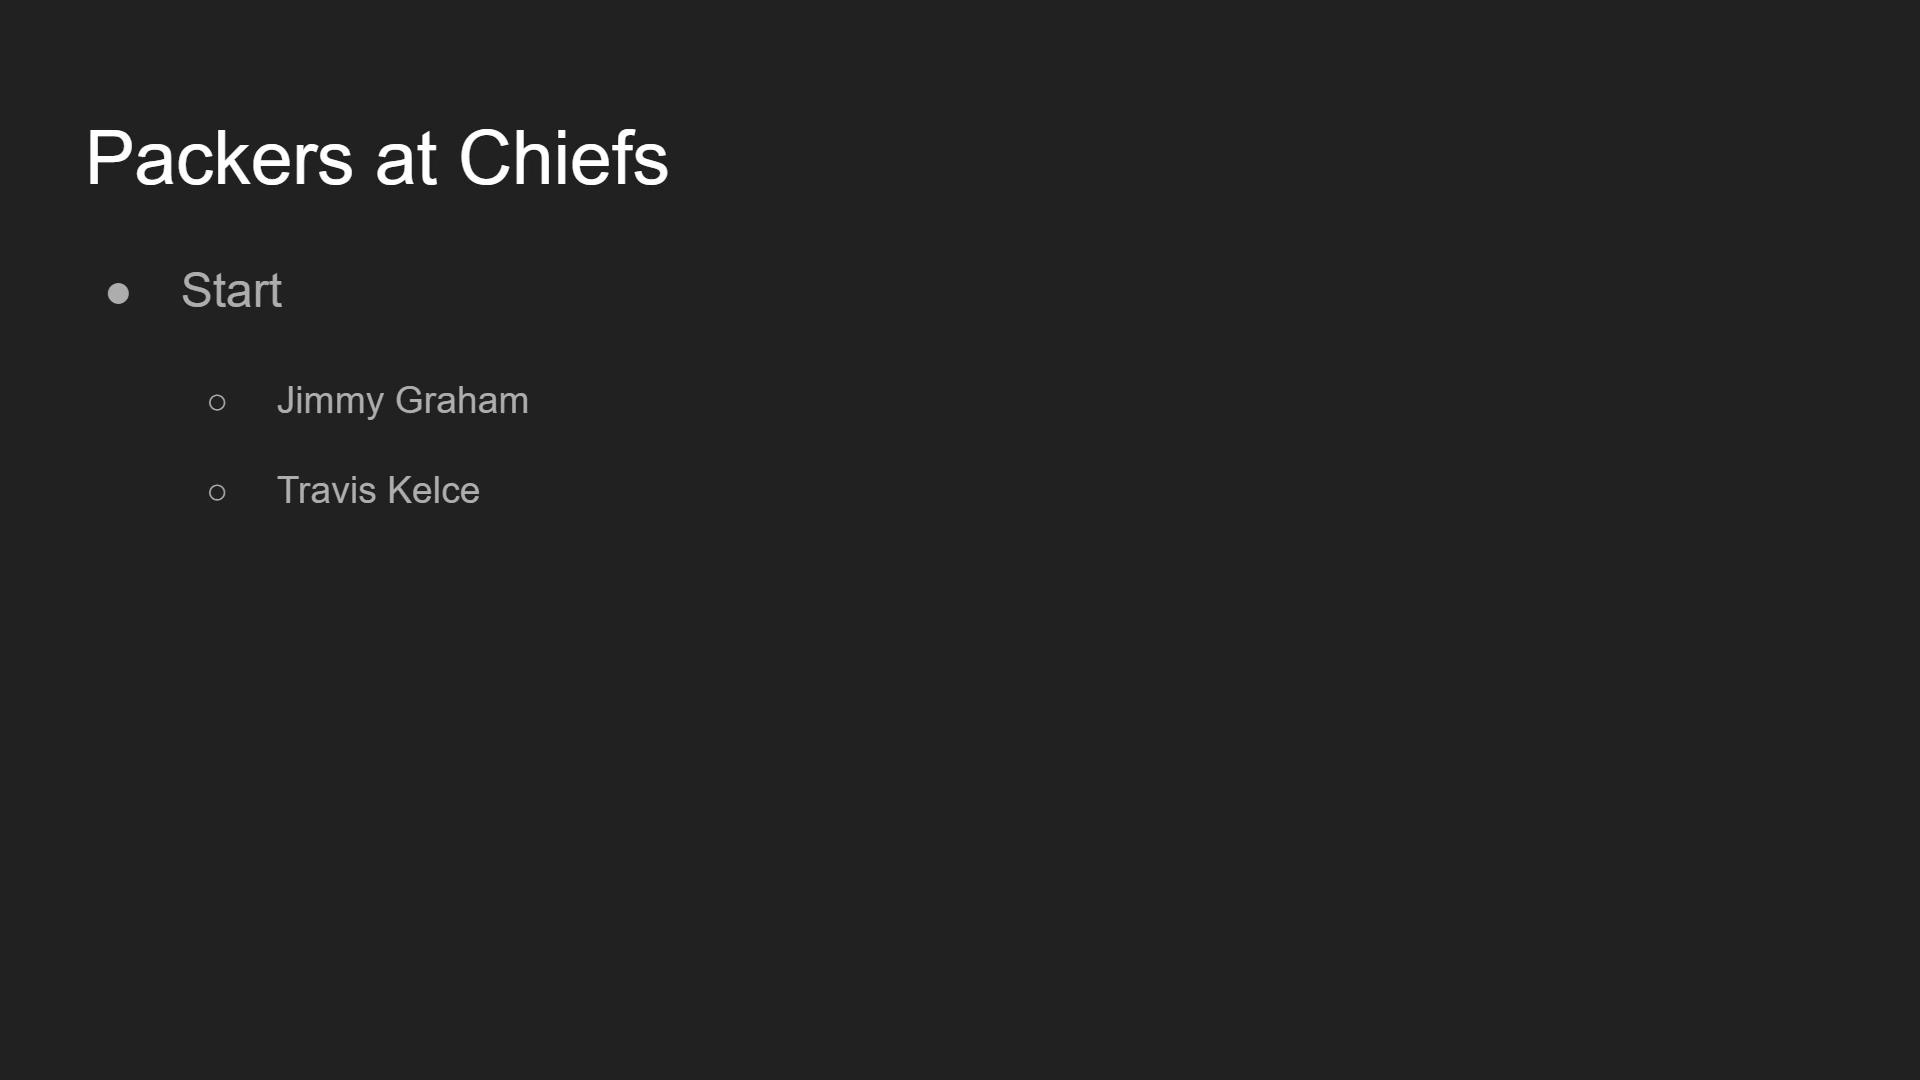 Packers at Chiefs
● Start
○ Jimmy Graham
○ Travis Kelce